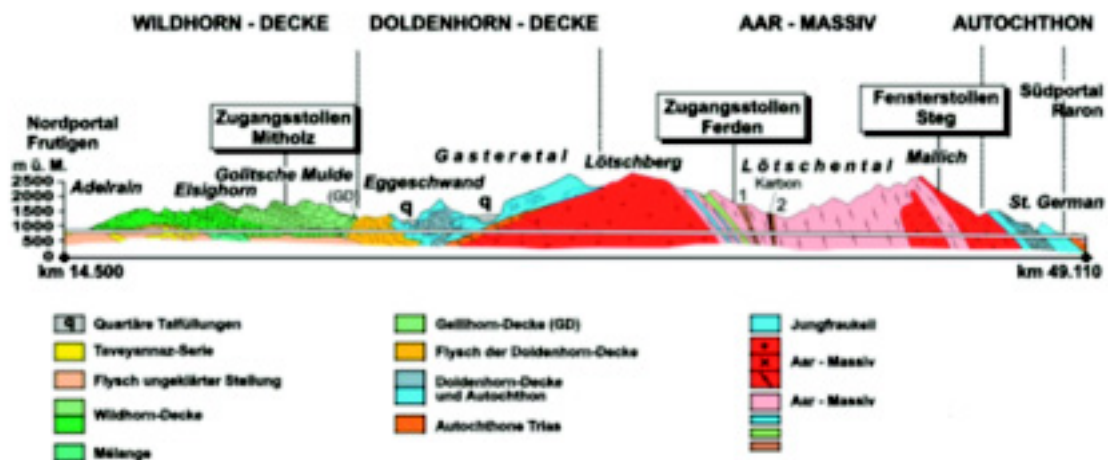 WILDHORN - DECKE DOLDENHORN - DECKE AAR - MASSIV AUTOCHTHON
Nordportal
Frutigen
Zugangsstollen
Mitholz
Zugangsstollen
Ferden
Fensterstollen
Steg
Südportal
Raron
m ü. M.
2500
2000
1500
1000
500
0
Adelrain
Elsighorn
Golitsche Mulde
(GD)
Eggeschwand
q
Gasteretal
q
Lötschberg
Lötschental
Karbon
1
2
St. German
km 14.500
km 49.110
q Quartäre Talfüllungen
Taveyannaz-Serie
Flysch ungeklärter Stellung
Wildhorn-Decke
Mélange
Gellihorn-Decke (GD)
Flysch der Doldenhorn-Decke
Doldenhorn-Decke
und Autochthon
Autochthone Trias
Jungfraukeil
Aar - Massiv
Aar - Massiv